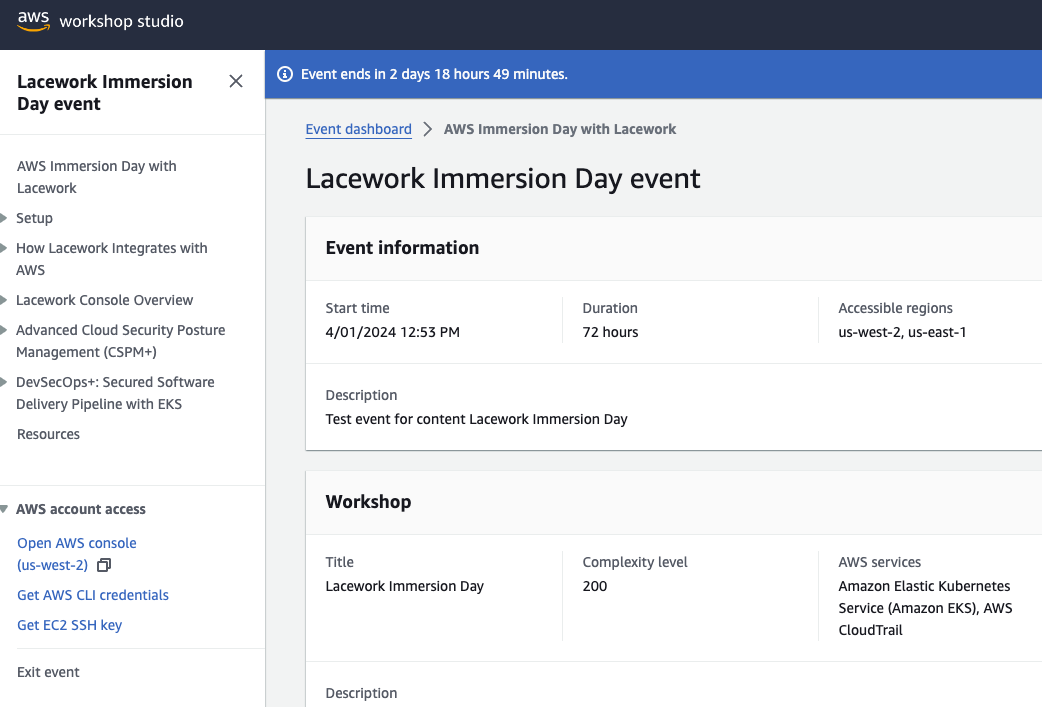 aws workshop studio
Lacework Immersion
Day event
AWS Immersion Day with
Lacework
Setup
How Lacework Integrates with
AWS
Lacework Console Overview
Advanced Cloud Security Posture
Management (CSPM+)
DevSecOps+: Secured Software
Delivery Pipeline with EKS
Resources
AWS account access
Open AWS console
(us-west-2)
Get AWS CLI credentials
Get EC2 SSH key
Exit event
Event ends in 2 days 18 hours 49 minutes.
Event dashboard
AWS Immersion Day with Lacework
Lacework Immersion Day event
Event information
Start time
4/01/2024 12:53 PM
Duration
72 hours
Accessible regions
us-west-2, us-east-1
Description
Test event for content Lacework Immersion Day
Workshop
Title
Lacework Immersion Day
Complexity level
200
AWS services
Amazon Elastic Kubernetes
Service (Amazon EKS), AWS
CloudTrail
Description